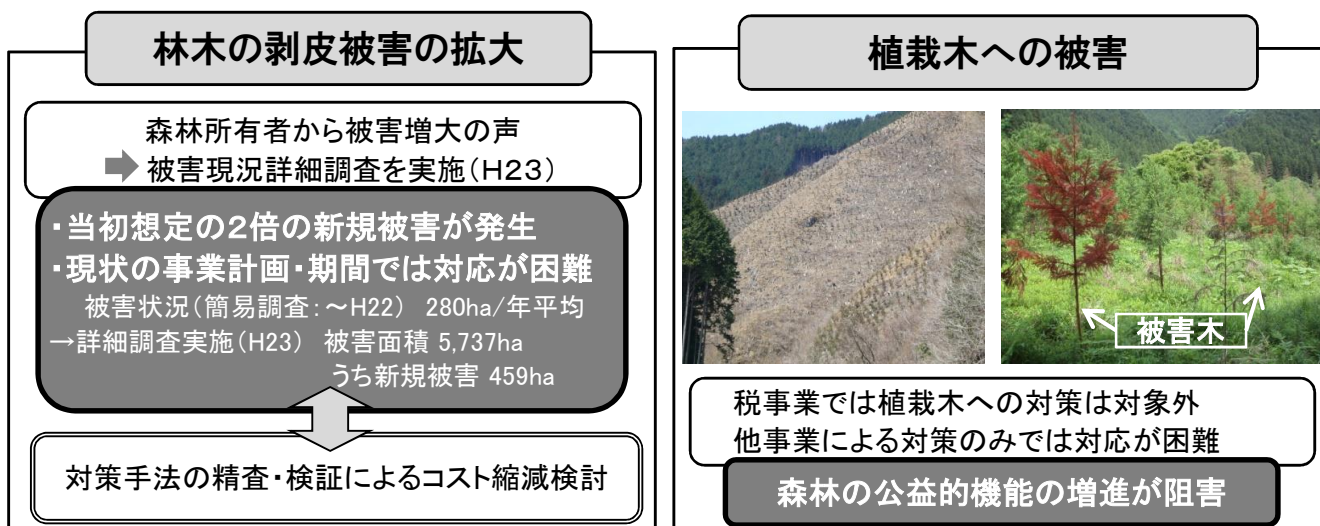 林木の剥皮被害の拡大
森林所有者から被害増大の声
➡被害現況詳細調査を実施(H23)
・当初想定の2倍の新規被害が発生
・現状の事業計画・期間では対応が困難
被害状況(簡易調査:～H22) 280ha/年平均
→詳細調査実施(H23) 被害面積 5,737ha
うち新規被害 459ha
対策手法の精査・検証によるコスト縮減検討
植栽木への被害
被害木
税事業では植栽木への対策は対象外
他事業による対策のみでは対応が困難
森林の公益的機能の増進が阻害